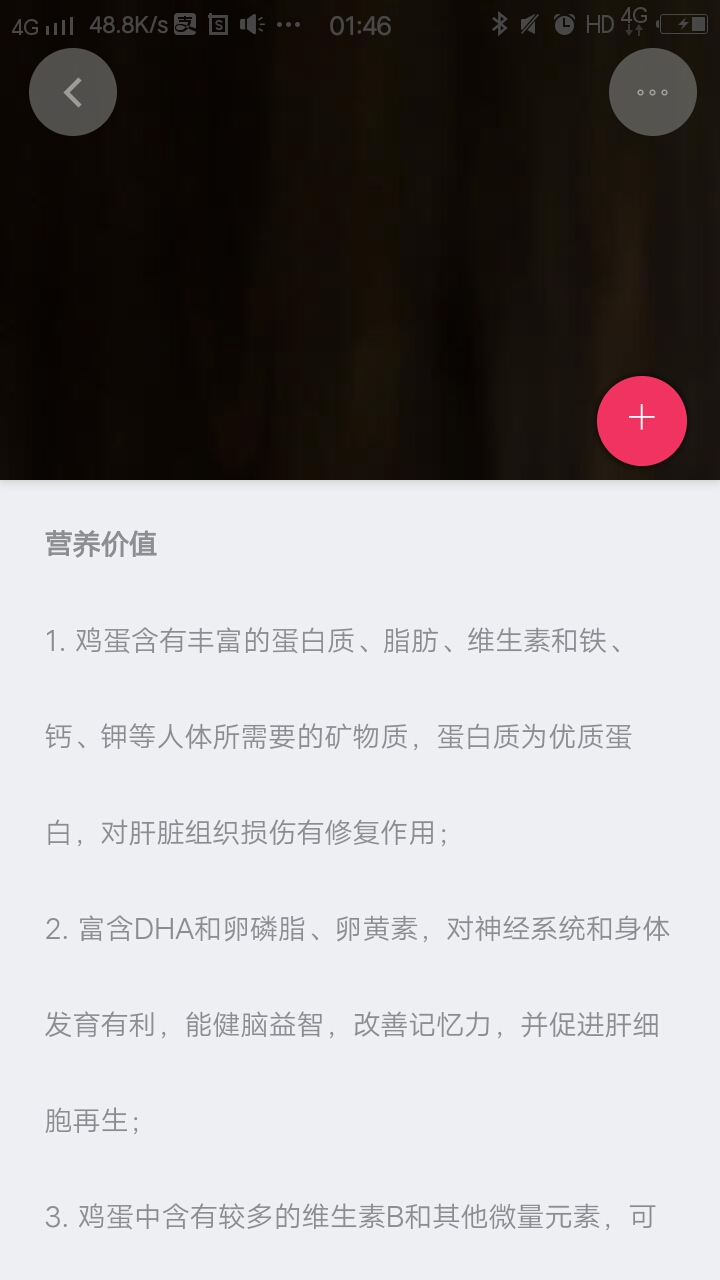 4G 48.8K/s 支 S 01:46 HD 4G
营养价值
1. 鸡蛋含有丰富的蛋白质、脂肪、维生素和铁、
钙、钾等人体所需要的矿物质，蛋白质为优质蛋
白，对肝脏组织损伤有修复作用；
2. 富含DHA和卵磷脂、卵黄素，对神经系统和身体
发育有利，能健脑益智，改善记忆力，并促进肝细
胞再生；
3. 鸡蛋中含有较多的维生素B和其他微量元素，可